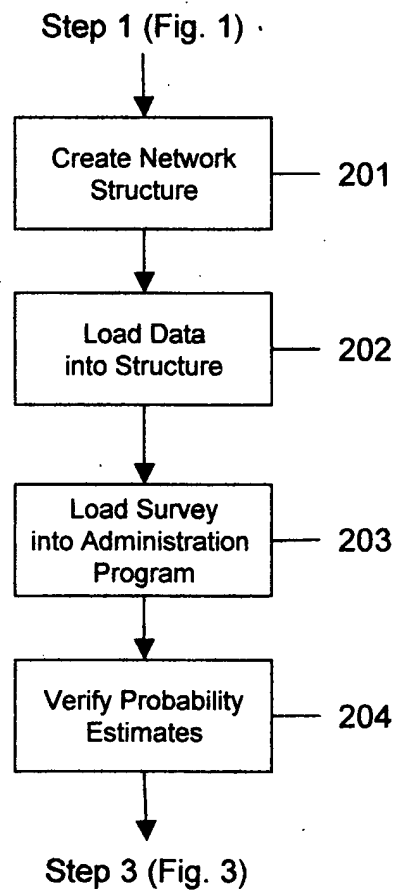 Step 1 (Fig. 1)
Create Network
Structure
201
Load Data
into Structure
202
Load Survey
into Administration
Program
203
Verify Probability
Estimates
204
Step 3 (Fig. 3)